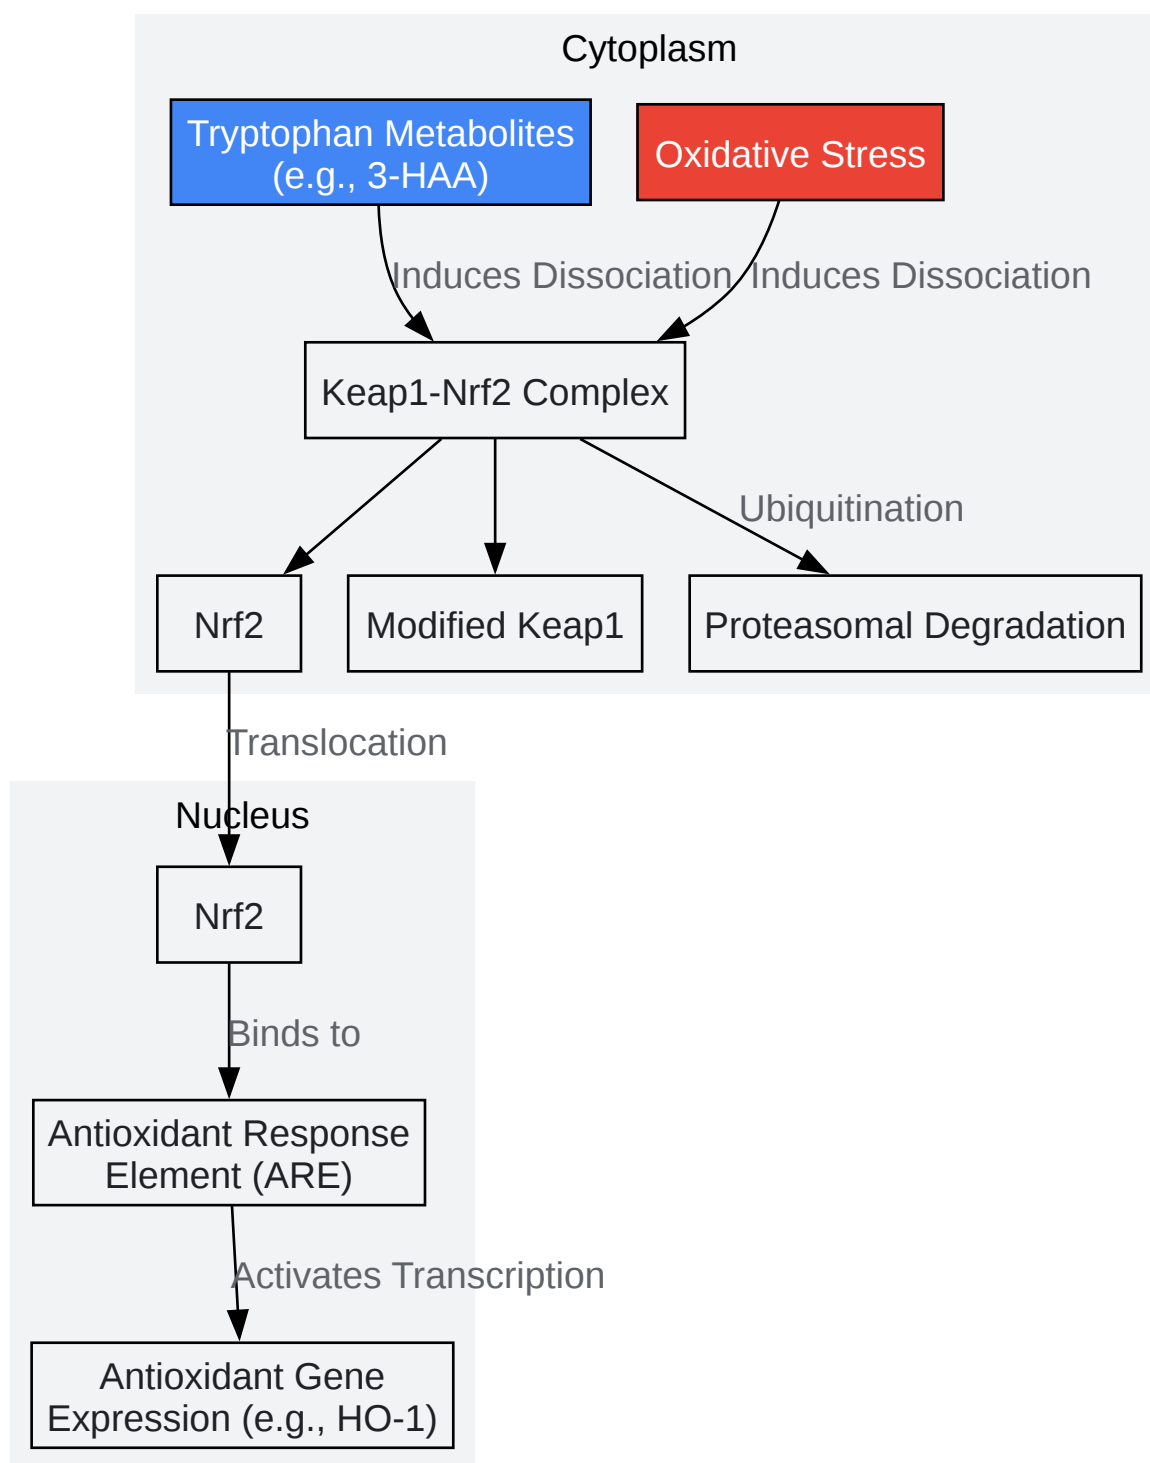 Cytoplasm
Tryptophan Metabolites
(e.g., 3-HAA)
Oxidative Stress
Induces Dissociation
Induces Dissociation
Keap1-Nrf2 Complex
Ubiquitination
Nrf2
Modified Keap1
Proteasomal Degradation
Translocation
Nucleus
Nrf2
Binds to
Antioxidant Response
Element (ARE)
Activates Transcription
Antioxidant Gene
Expression (e.g., HO-1)